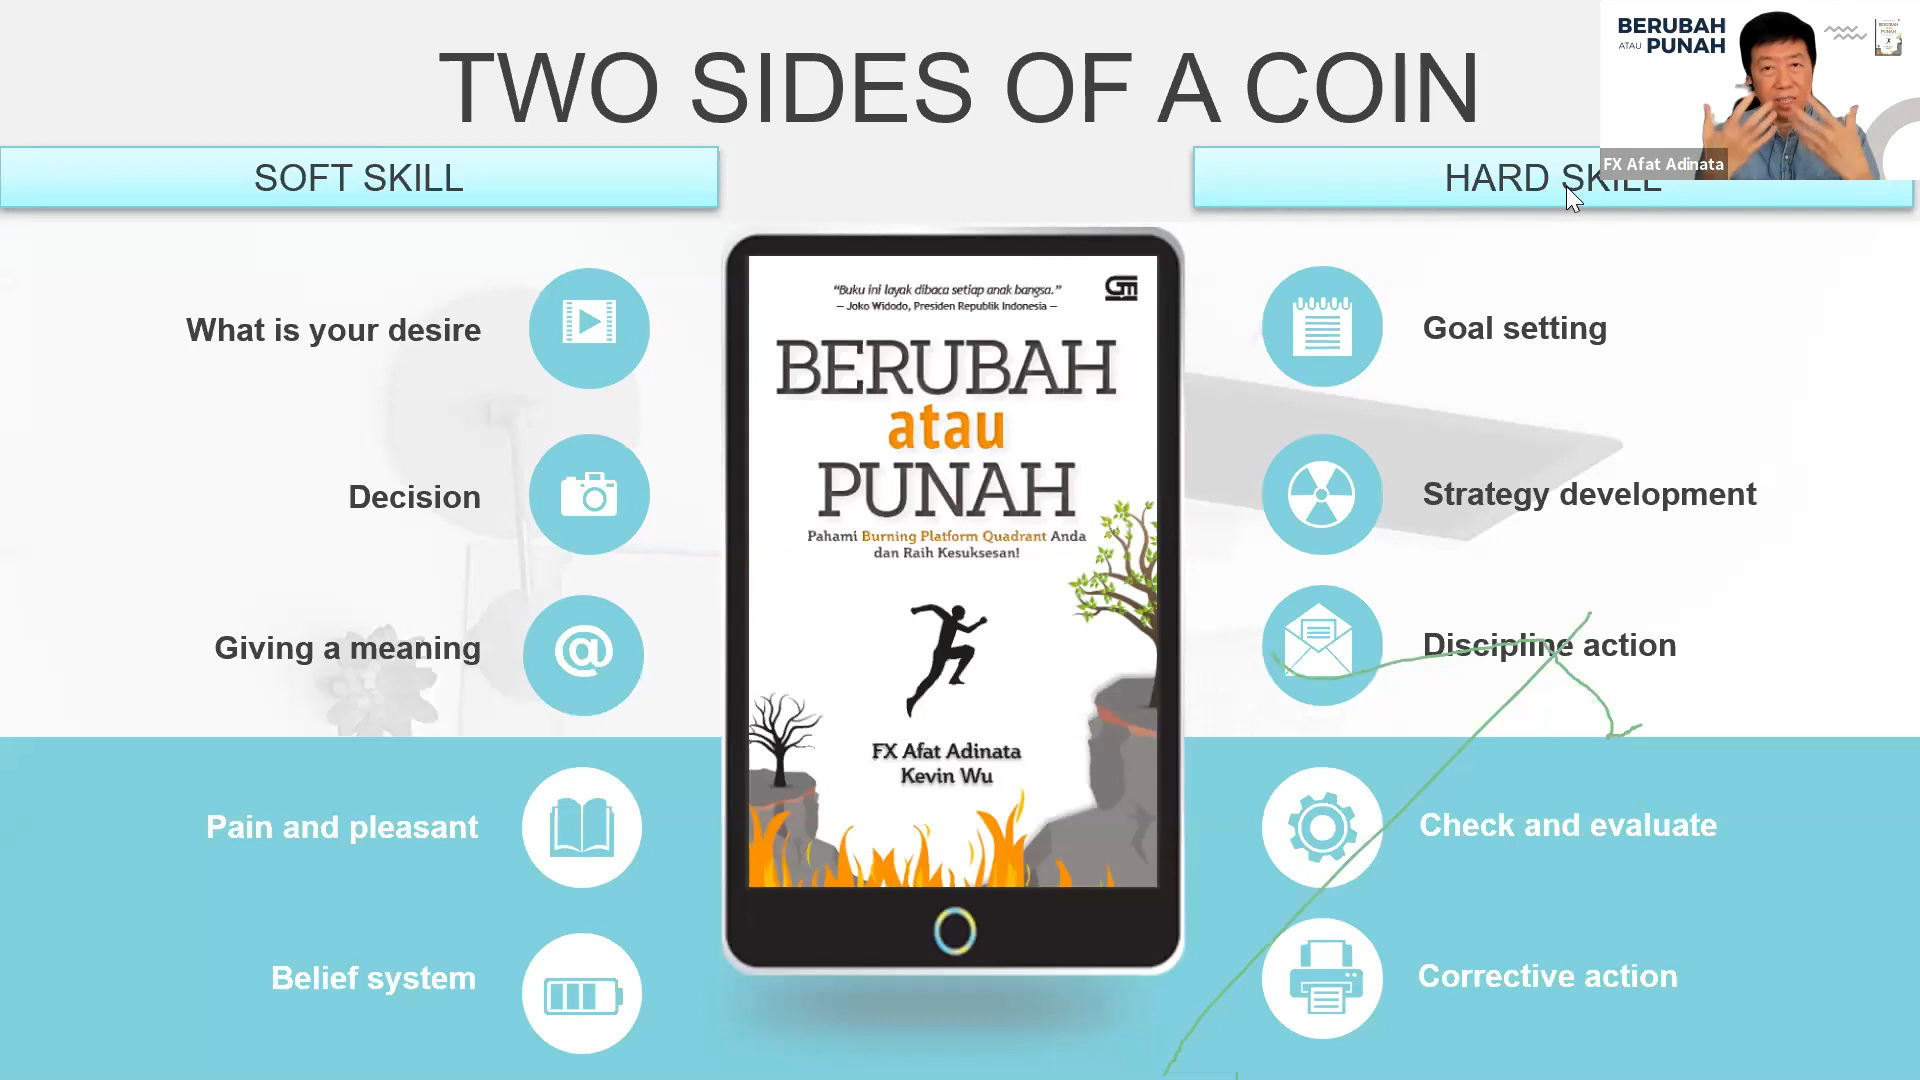 TWO SIDES OF A COIN
BERUBAH
ATAU PUNAH
FX Afat Adinata
SOFT SKILL
HARD SKILL
What is your desire
Decision
Giving a meaning
Pain and pleasant
Belief system
"Buku ini layak dibaca setiap anak bangsa."
— Joko Widodo, Presiden Republik Indonesia —
GM
BERUBAH
atau
PUNAH
Pahami Burning Platform Quadrant Anda
dan Raih Kesuksesan!
FX Afat Adinata
Kevin Wu
Goal setting
Strategy development
Discipline action
Check and evaluate
Corrective action